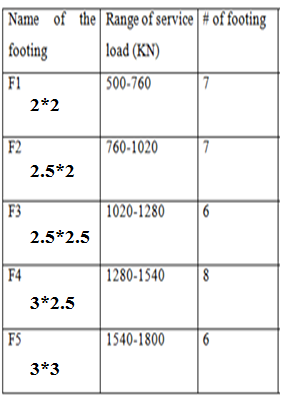 Name of the Range of service # of footing
footing load (KN)
F1 500-760 7
2*2
F2 760-1020 7
2.5*2
F3 1020-1280 6
2.5*2.5
F4 1280-1540 8
3*2.5
F5 1540-1800 6
3*3